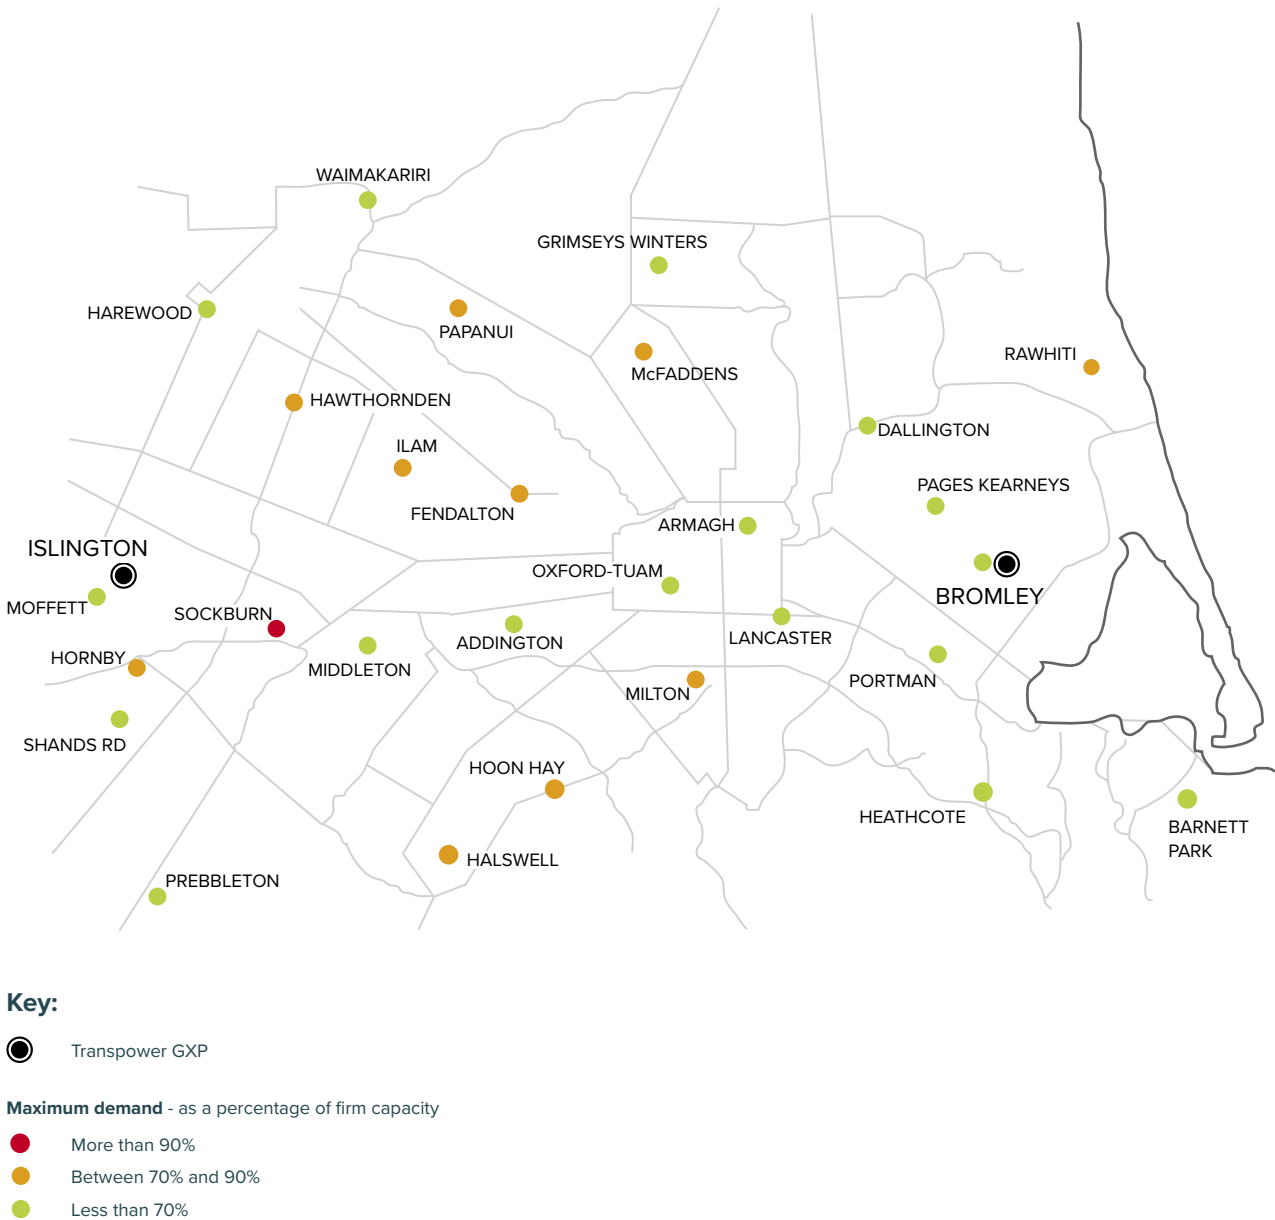 WAIMAKARIRI
GRIMSEYS WINTERS
HAREWOOD
PAPANUI
RAWHITI
McFADDENS
HAWTHORNDEN
DALLINGTON
ILAM
PAGES KEARNEYS
FENDALTON
ARMAGH
ISLINGTON
OXFORD-TUAM
BROMLEY
MOFFETT
SOCKBURN
LANCASTER
ADDINGTON
HORNBY
MIDDLETON
PORTMAN
MILTON
SHANDS RD
HOON HAY
HEATHCOTE
BARNETT
PARK
HALSWELL
PREBBLETON
Key:
Transpower GXP
Maximum demand - as a percentage of firm capacity
More than 90%
Between 70% and 90%
Less than 70%